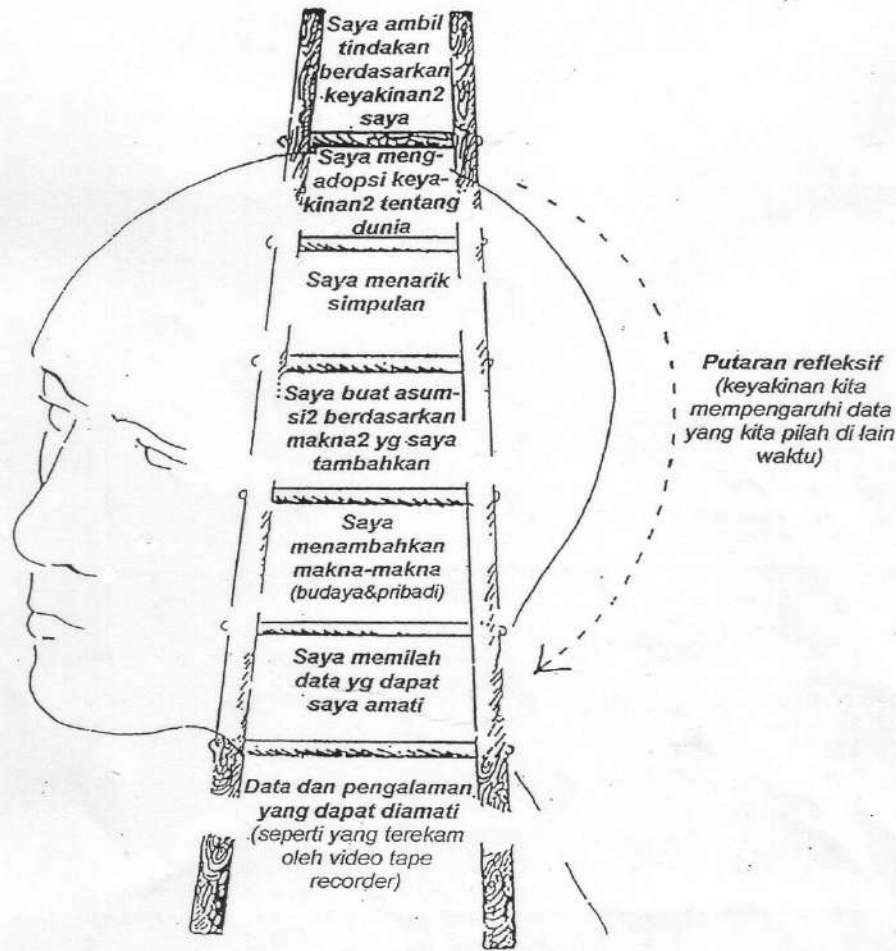 Saya ambil
tindakan
berdasarkan
keyakinan2
saya
Saya meng-
adopsi keya-
kinan2 tentang
dunia
Saya menarik
simpulan
Saya buat asum-
si2 berdasarkan
makna2 yg saya
tambahkan
Saya
menambahkan
makna-makna
(budaya&pribadi)
Saya memilah
data yg dapat
saya amati
Data dan pengalaman
yang dapat diamati
(seperti yang terekam
oleh video tape
recorder)
Putaran refleksif
(keyakinan kita
mempengaruhi data
yang kita pilah di lain
waktu)